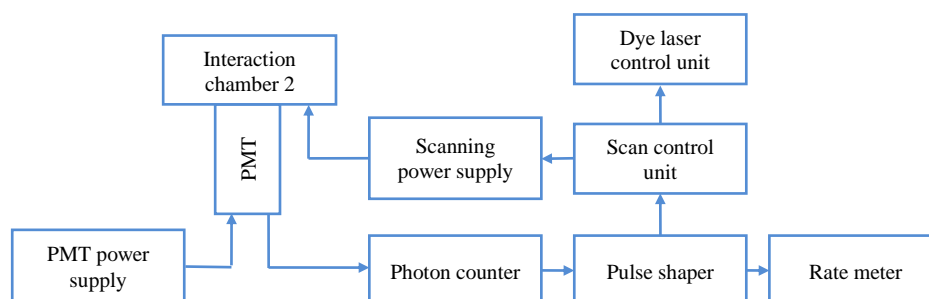 Interaction
chamber 2
Dye laser
control unit
PMT
Scanning
power supply
Scan control
unit
PMT power
supply
Photon counter
Pulse shaper
Rate meter